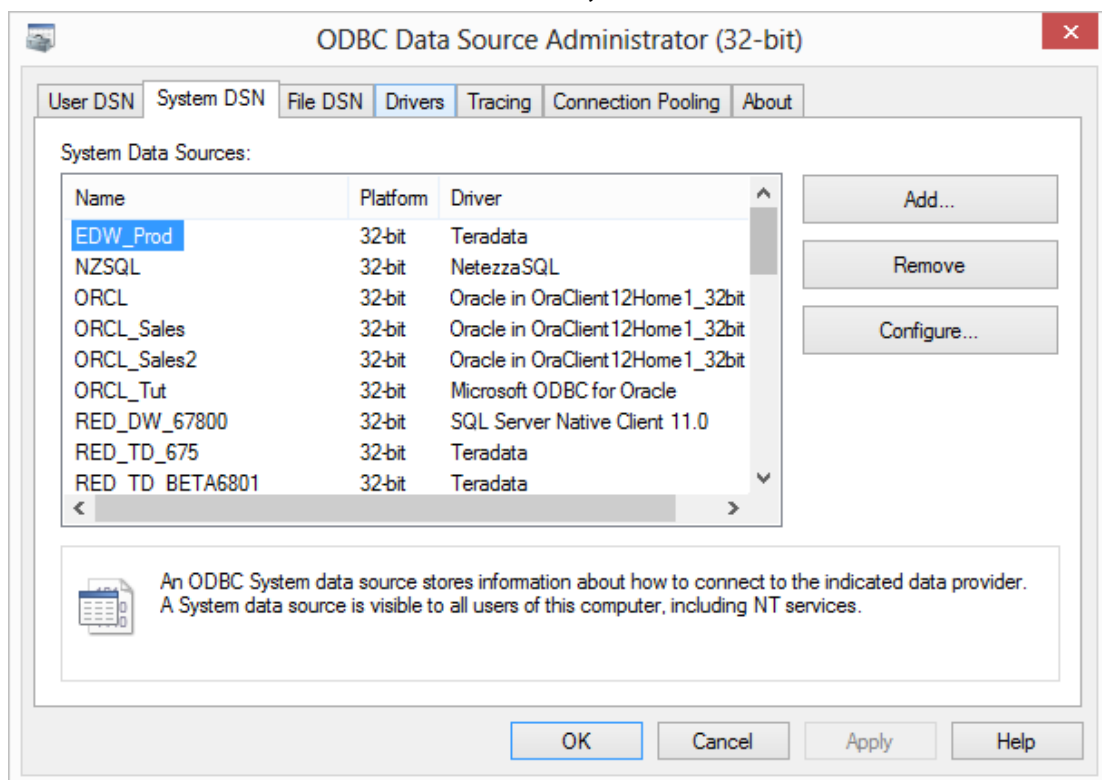 ODBC Data Source Administrator (32-bit)
User DSN System DSN File DSN Drivers Tracing Connection Pooling About
System Data Sources:
Name Platform Driver
EDW_Prod 32-bit Teradata
NZSQL 32-bit NetezzaSQL
ORCL 32-bit Oracle in OraClient12Home1_32bit
ORCL_Sales 32-bit Oracle in OraClient12Home1_32bit
ORCL_Sales2 32-bit Oracle in OraClient12Home1_32bit
ORCL_Tut 32-bit Microsoft ODBC for Oracle
RED_DW_67800 32-bit SQL Server Native Client 11.0
RED_TD_675 32-bit Teradata
RED_TD_BETA6801 32-bit Teradata
Add...
Remove
Configure...
An ODBC System data source stores information about how to connect to the indicated data provider.
A System data source is visible to all users of this computer, including NT services.
OK Cancel Apply Help